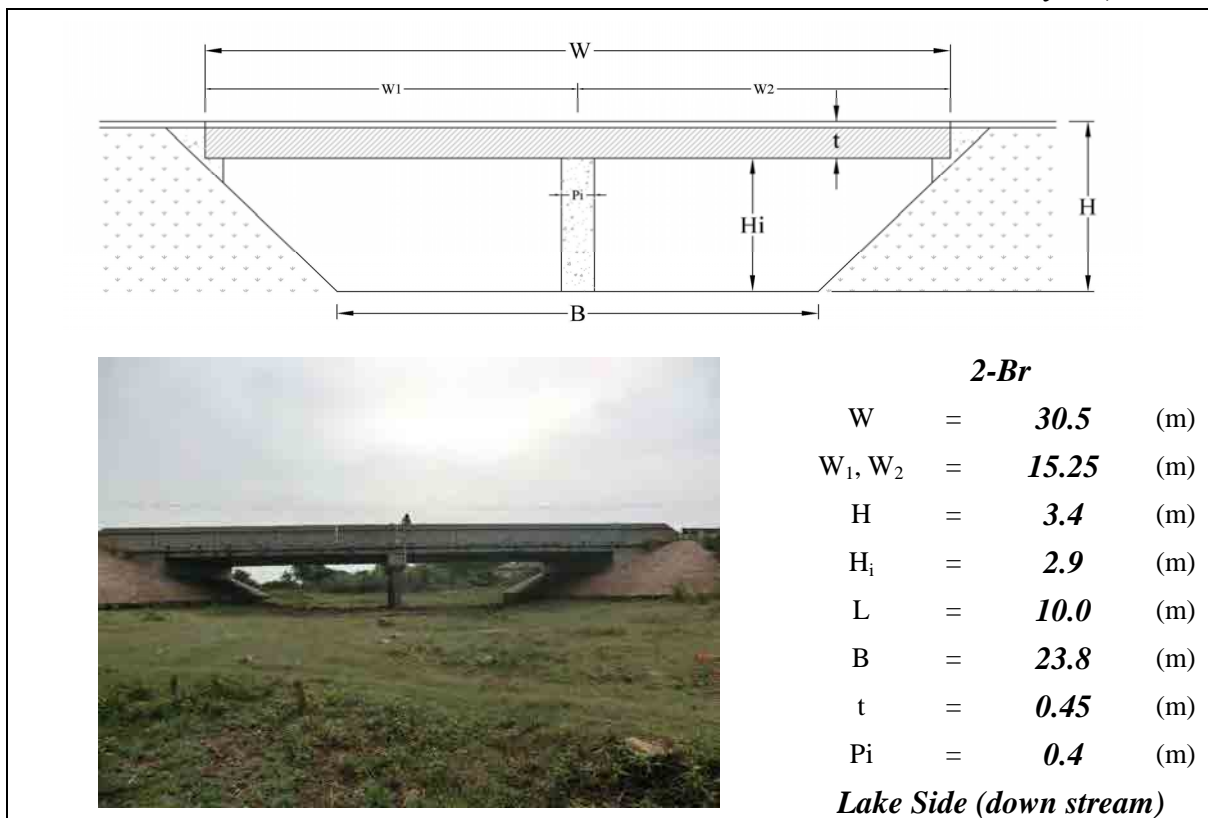 W
W1 W2
t
Pi
Hi
H
B
2-Br
W = 30.5 (m)
W1, W2 = 15.25 (m)
H = 3.4 (m)
Hi = 2.9 (m)
L = 10.0 (m)
B = 23.8 (m)
t = 0.45 (m)
Pi = 0.4 (m)
Lake Side (down stream)